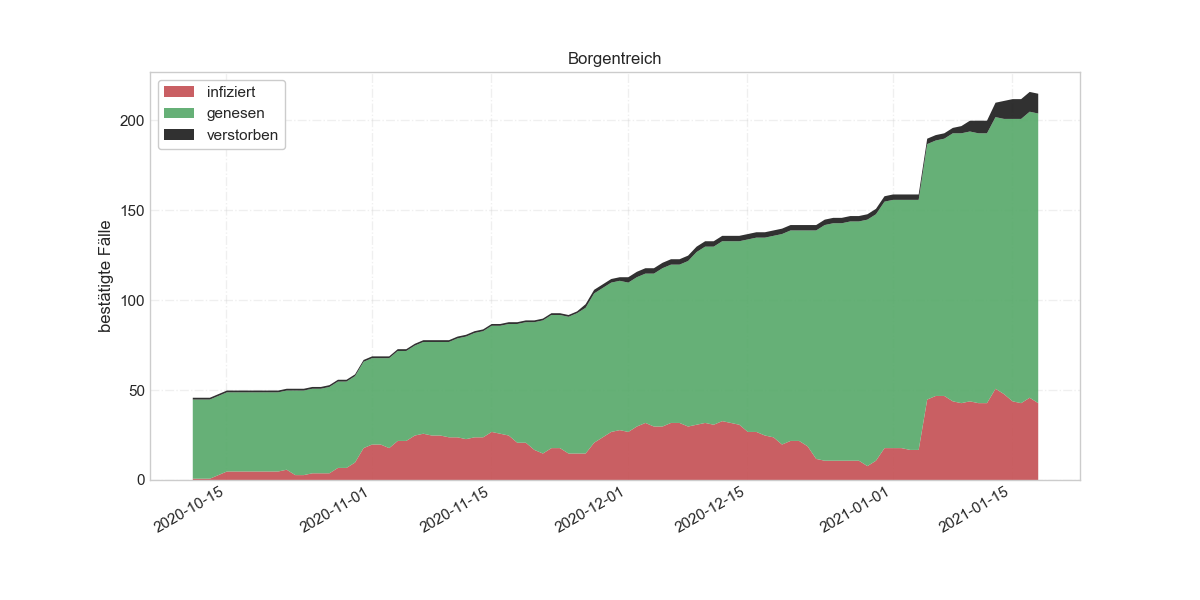 Borgentreich
infiziert
genesen
verstorben
bestätigte Fälle
200
150
100
50
0
2020-10-15
2020-11-01
2020-11-15
2020-12-01
2020-12-15
2021-01-01
2021-01-15